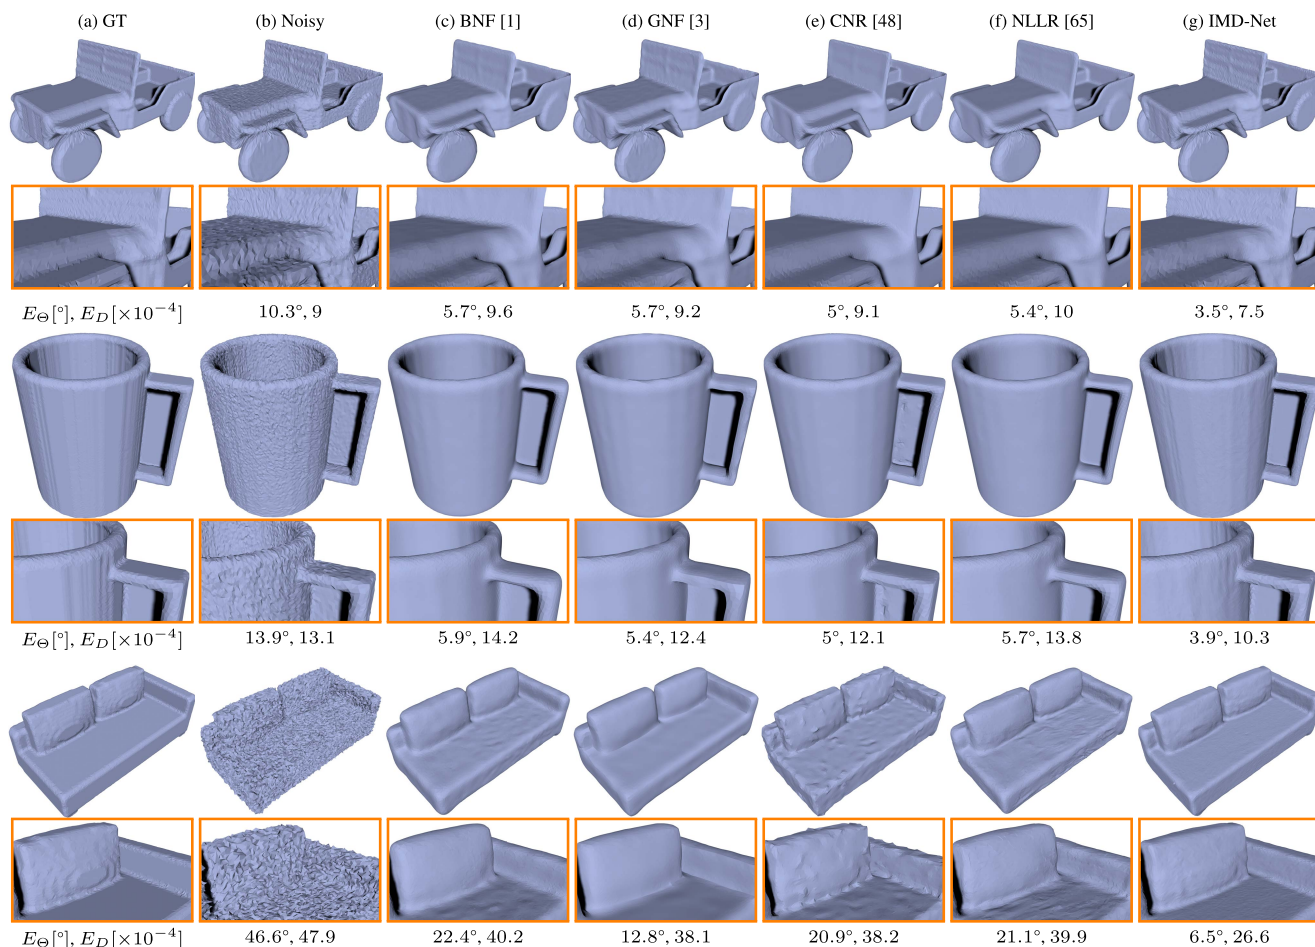 (a) GT (b) Noisy (c) BNF [1] (d) GNF [3] (e) CNR [48] (f) NLLR [65] (g) IMD-Net
E_Θ[°], E_D[×10⁻⁴] 10.3°, 9 5.7°, 9.6 5.7°, 9.2 5°, 9.1 5.4°, 10 3.5°, 7.5
E_Θ[°], E_D[×10⁻⁴] 13.9°, 13.1 5.9°, 14.2 5.4°, 12.4 5°, 12.1 5.7°, 13.8 3.9°, 10.3
E_Θ[°], E_D[×10⁻⁴] 46.6°, 47.9 22.4°, 40.2 12.8°, 38.1 20.9°, 38.2 21.1°, 39.9 6.5°, 26.6